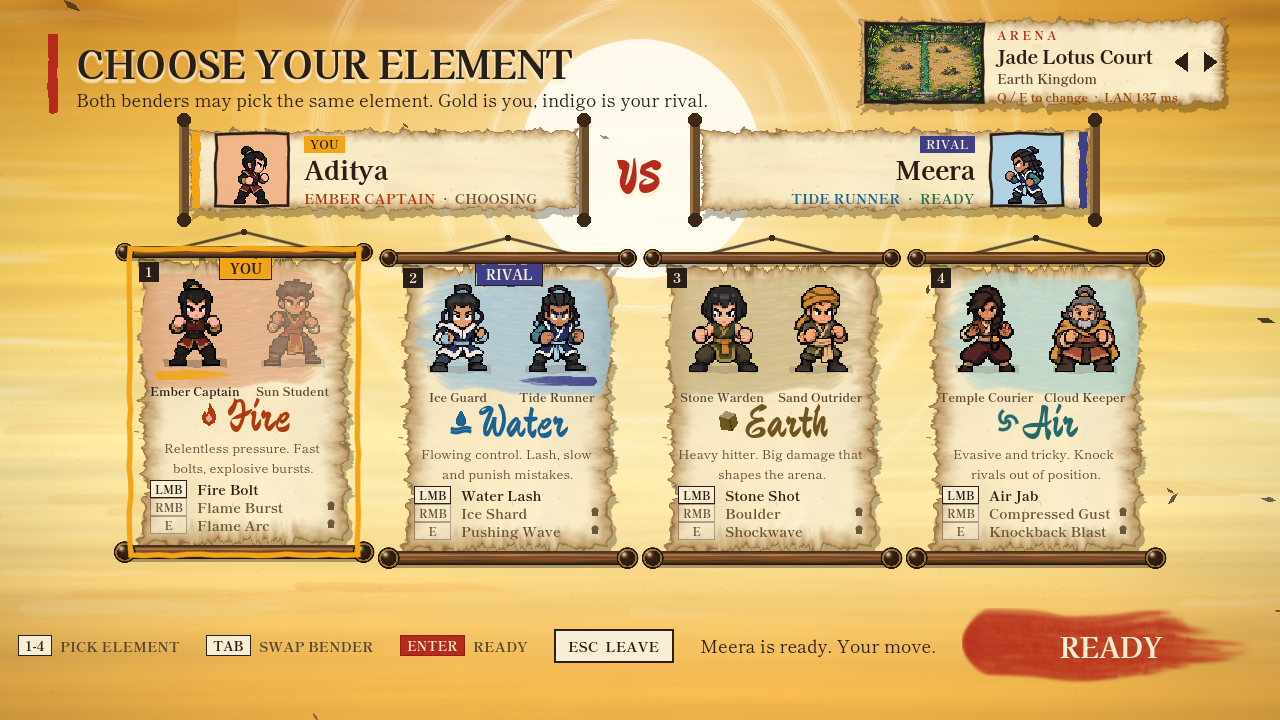 CHOOSE YOUR ELEMENT
Both benders may pick the same element. Gold is you, indigo is your rival.
ARENA
Jade Lotus Court
Earth Kingdom
Q / E to change · LAN 137 ms
YOU
Aditya
EMBER CAPTAIN · CHOOSING
VS
RIVAL
Meera
TIDE RUNNER · READY
1
YOU
Ember Captain Sun Student
Fire
Relentless pressure. Fast
bolts, explosive bursts.
LMB Fire Bolt
RMB Flame Burst
E Flame Arc
2
RIVAL
Ice Guard Tide Runner
Water
Flowing control. Lash, slow
and punish mistakes.
LMB Water Lash
RMB Ice Shard
E Pushing Wave
3
Stone Warden Sand Outrider
Earth
Heavy hitter. Big damage that
shapes the arena.
LMB Stone Shot
RMB Boulder
E Shockwave
4
Temple Courier Cloud Keeper
Air
Evasive and tricky. Knock
rivals out of position.
LMB Air Jab
RMB Compressed Gust
E Knockback Blast
1-4 PICK ELEMENT TAB SWAP BENDER ENTER READY ESC LEAVE Meera is ready. Your move. READY